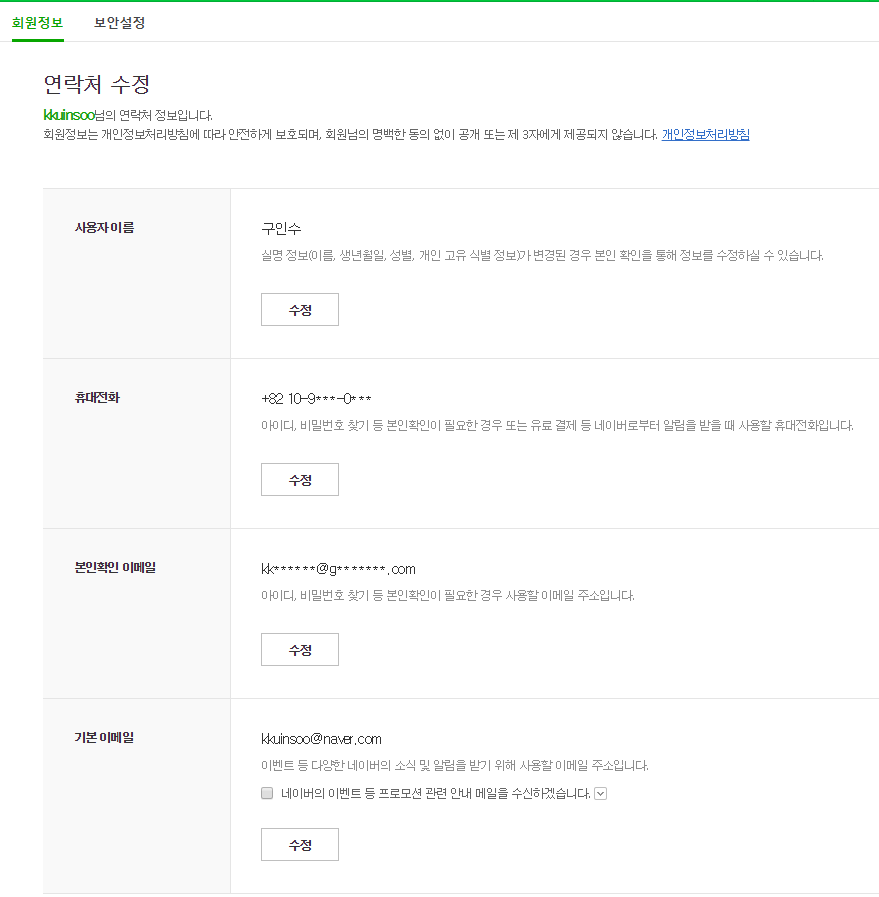 회원정보 보안설정
연락처 수정
kkuinsoo님의 연락처 정보입니다.
회원정보는 개인정보처리방침에 따라 안전하게 보호되며, 회원님의 명백한 동의 없이 공개 또는 제 3자에게 제공되지 않습니다. 개인정보처리방침
사용자 이름
구인수
실명 정보(이름, 생년월일, 성별, 개인 고유 식별 정보)가 변경된 경우 본인 확인을 통해 정보를 수정하실 수 있습니다.
수정
휴대전화
+82 10-9***-0***
아이디, 비밀번호 찾기 등 본인확인이 필요한 경우 또는 유료 결제 등 네이버로부터 알림을 받을 때 사용할 휴대전화입니다.
수정
본인확인 이메일
kk******@g*******.com
아이디, 비밀번호 찾기 등 본인확인이 필요한 경우 사용할 이메일 주소입니다.
수정
기본 이메일
kkuinsoo@naver.com
이벤트 등 다양한 네이버의 소식 및 알림을 받기 위해 사용할 이메일 주소입니다.
네이버의 이벤트 등 프로모션 관련 안내 메일을 수신하겠습니다.
수정